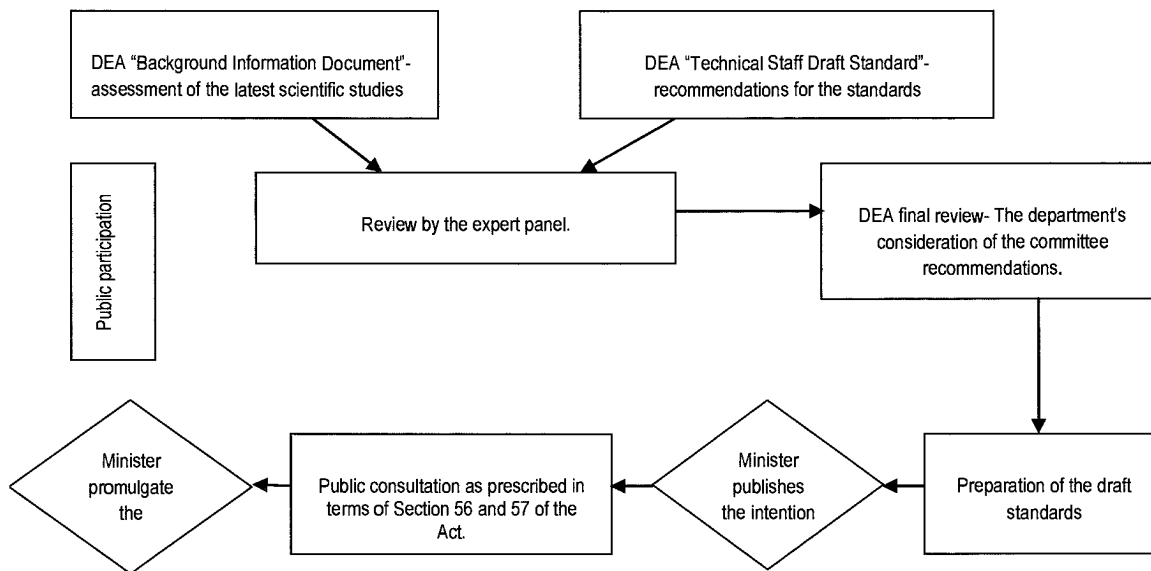 DEA “Background Information Document”-
assessment of the latest scientific studies
DEA “Technical Staff Draft Standard”-
recommendations for the standards
Public participation
Review by the expert panel.
DEA final review- The department's
consideration of the committee
recommendations.
Minister
promulgate
the
Public consultation as prescribed in
terms of Section 56 and 57 of the
Act.
Minister
publishes
the intention
Preparation of the draft
standards